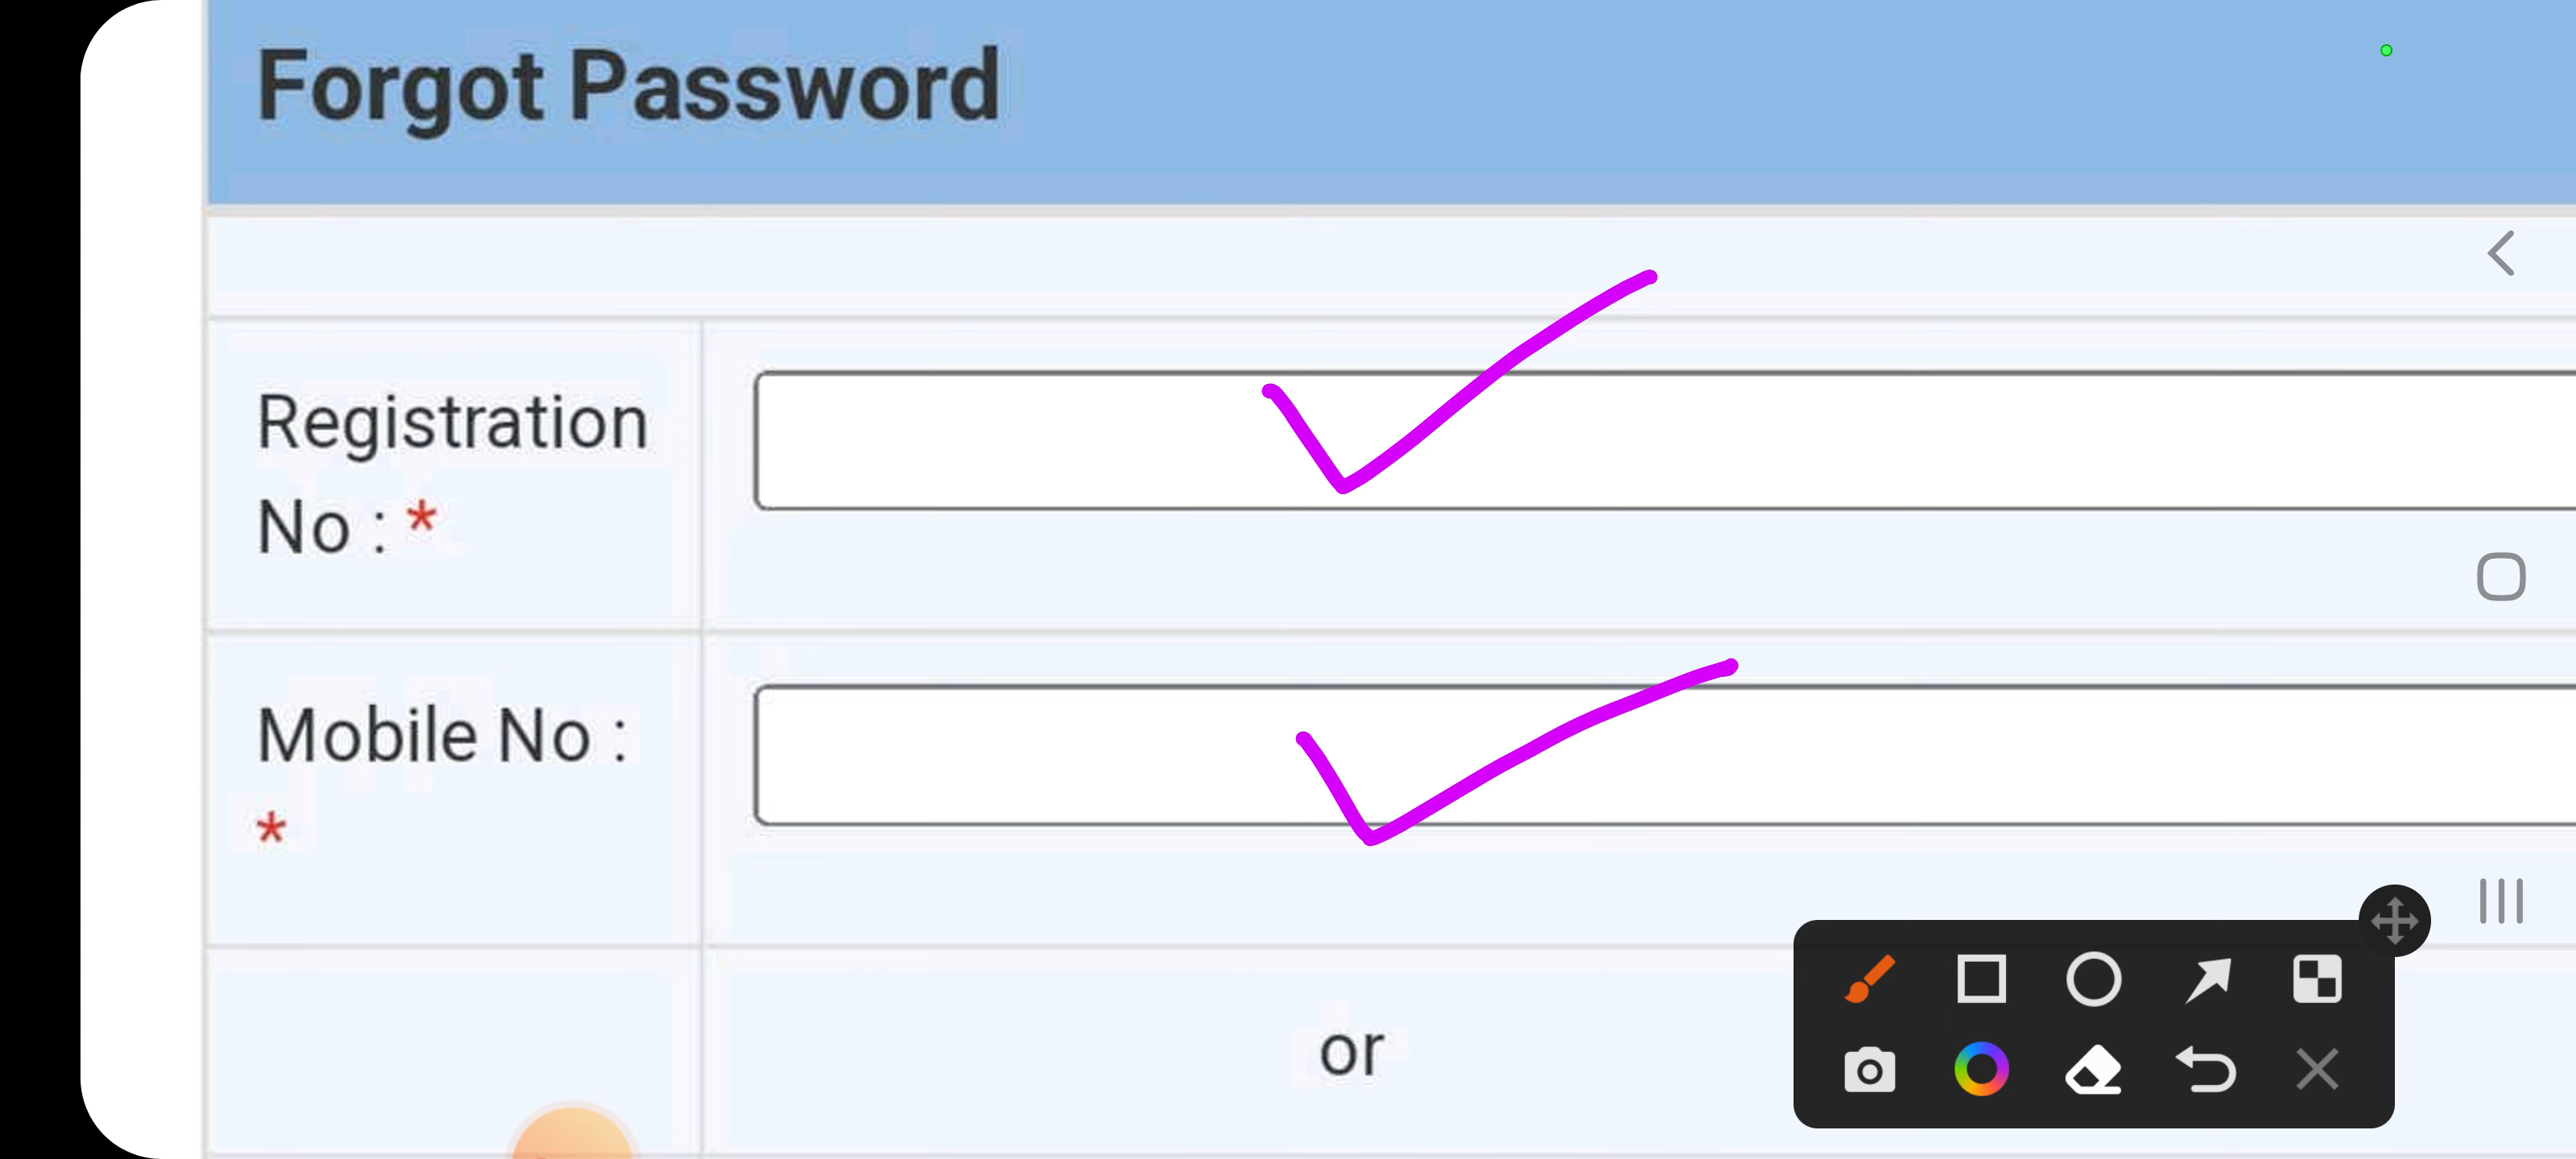 Forgot Password
Registration
No : *
Mobile No :
*
or